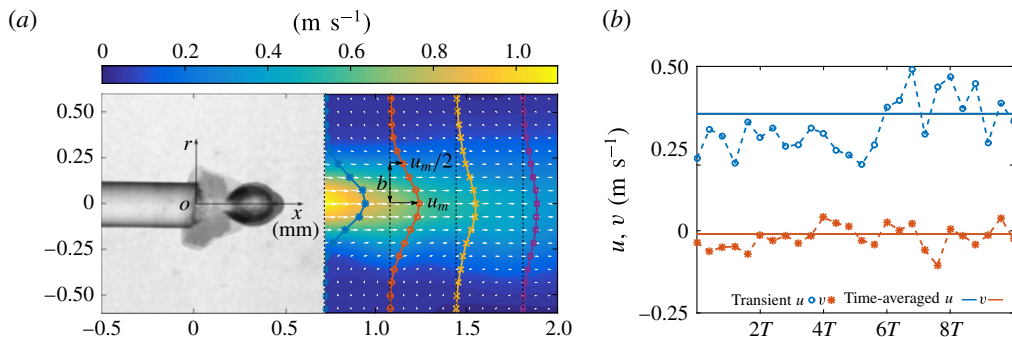 (a)
(m s⁻¹)
0 0.2 0.4 0.6 0.8 1.0
0.50
0.25
0
−0.25
−0.50
r
o
x
(mm)
b
u_m/2
u_m
−0.5 0 0.5 1.0 1.5 2.0
(b)
u, v (m s⁻¹)
0.50
0.25
0
−0.25
Transient u v Time-averaged u v
2T 4T 6T 8T